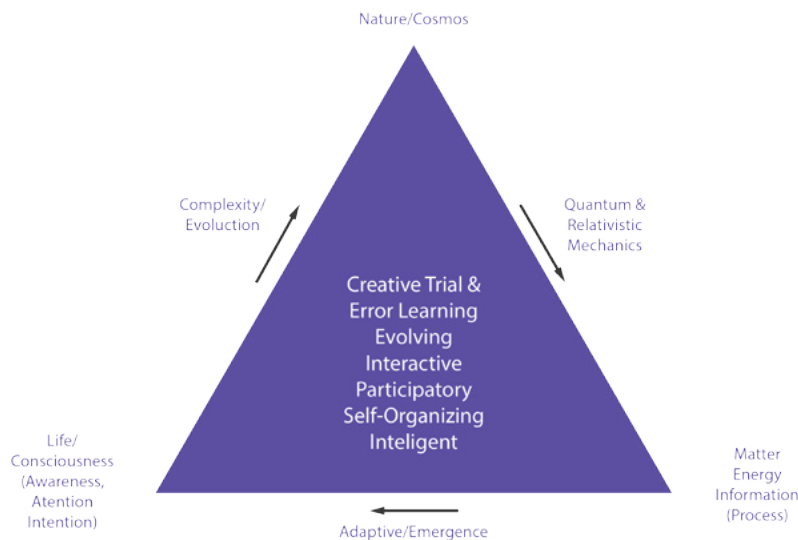 Nature/Cosmos
Complexity/
Evoluction
Quantum &
Relativistic
Mechanics
Creative Trial &
Error Learning
Evolving
Interactive
Participatory
Self-Organizing
Inteligent
Life/
Consciousness
(Awareness,
Atention
Intention)
Matter
Energy
Information
(Process)
Adaptive/Emergence